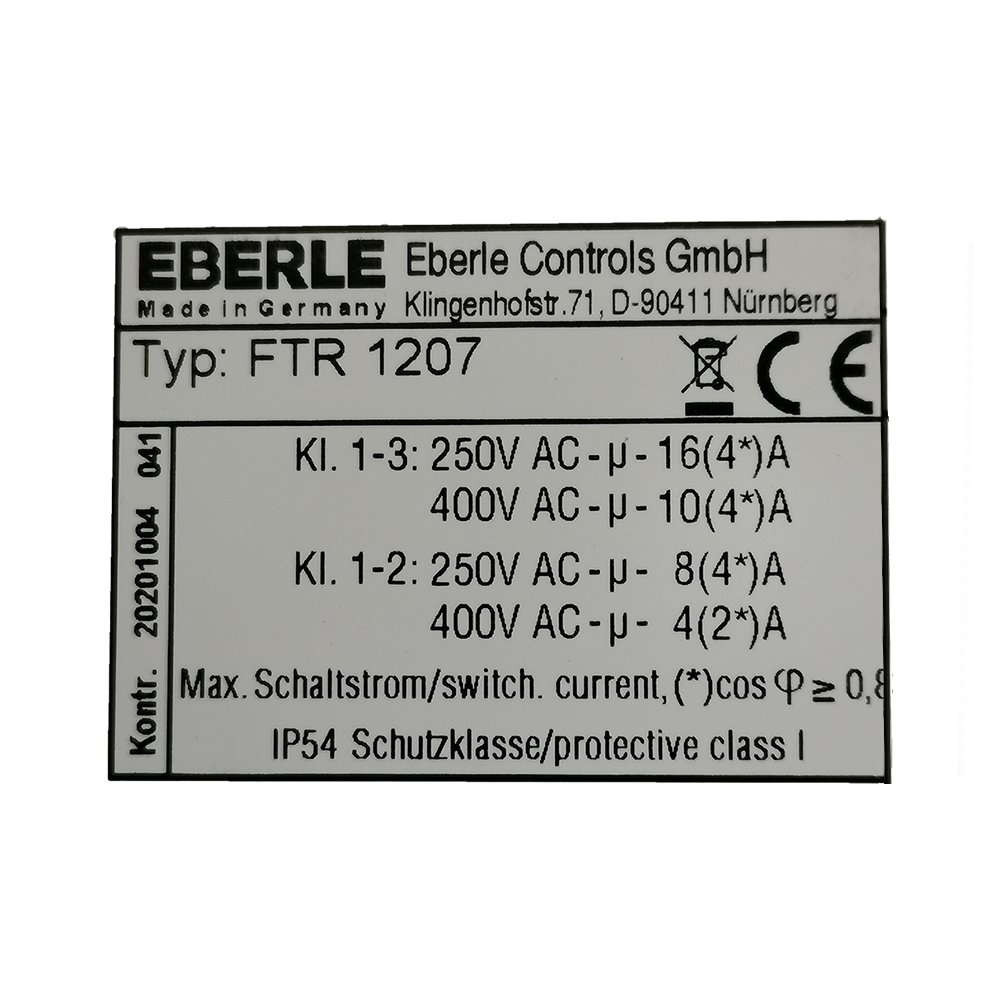 EBERLE Eberle Controls GmbH
Made in Germany Klingenhofstr.71, D-90411 Nürnberg
Typ: FTR 1207 CE
Kontr. 20201004 041
Kl. 1-3: 250V AC-µ-16(4*)A
400V AC-µ-10(4*)A
Kl. 1-2: 250V AC-µ- 8(4*)A
400V AC-µ- 4(2*)A
Max. Schaltstrom/switch. current, (*)cos φ ≥ 0,8
IP54 Schutzklasse/protective class I